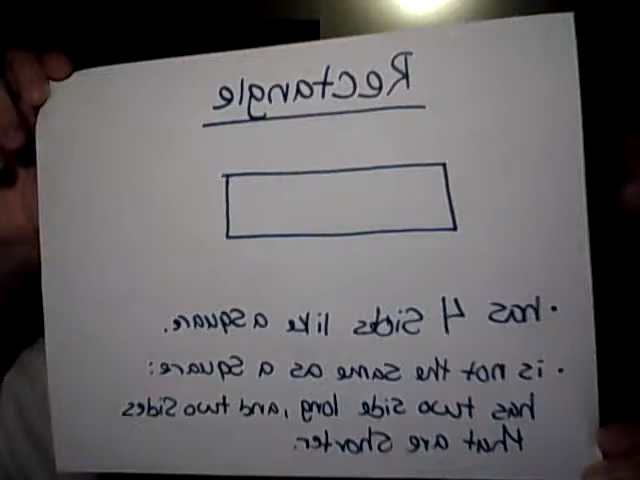 Rectangle
· has 4 Sids like a square.
· is not the same as a square:
has two side long, and two sides
that are shorter.